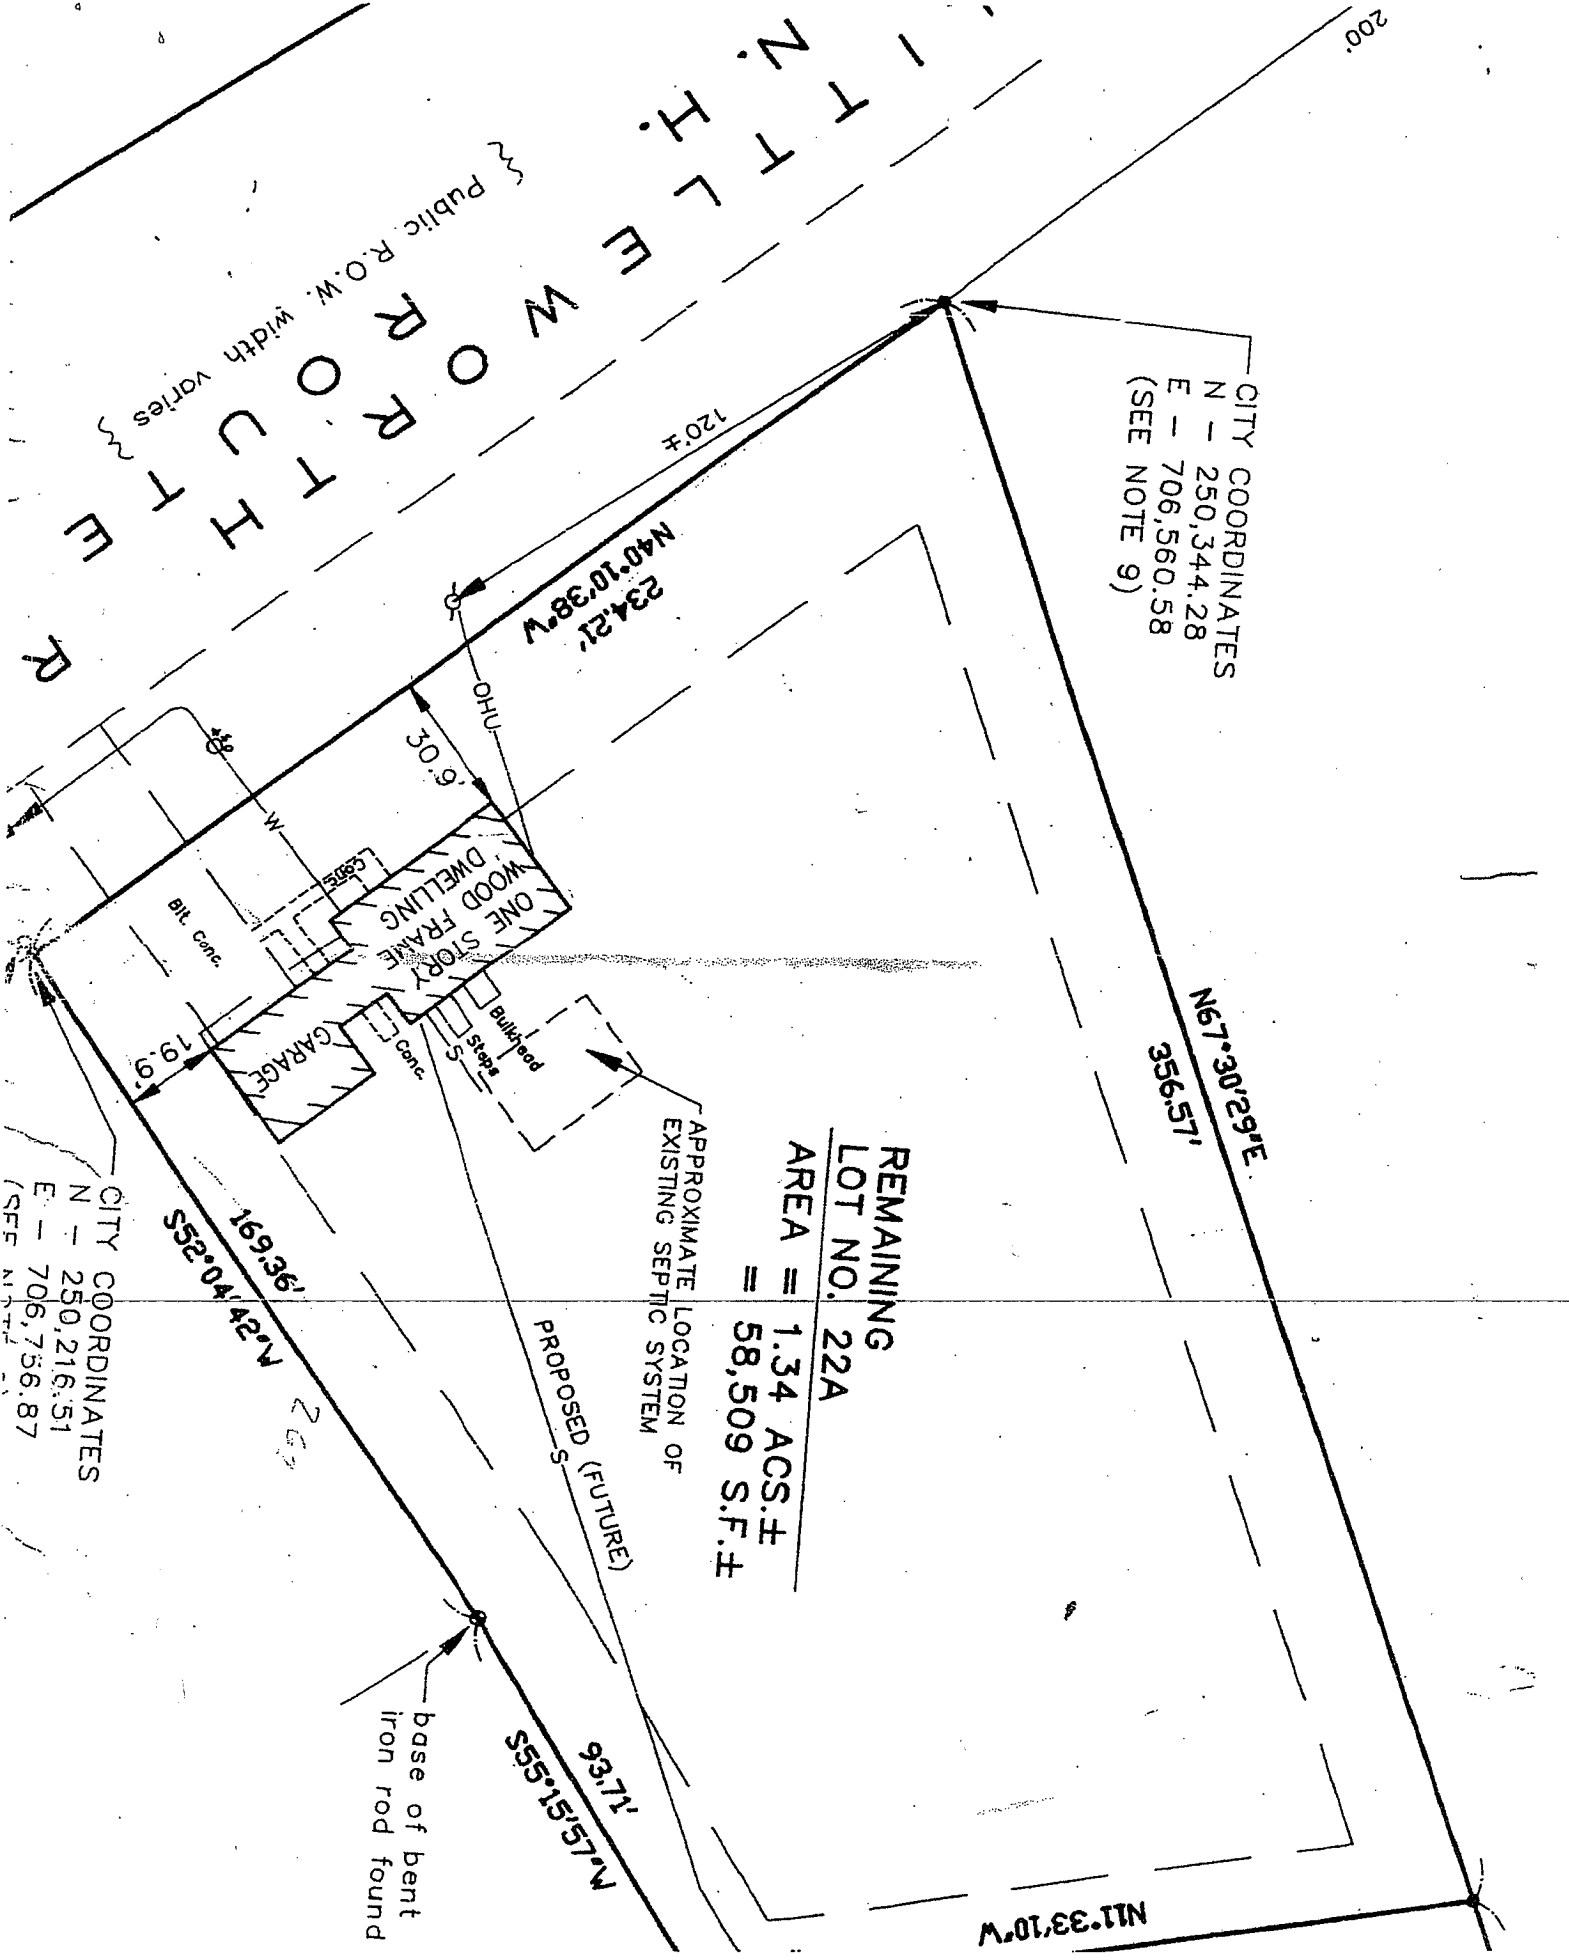 200'
I T T L E W O R T H R
N. H. R O U T E
{ Public R.O.W. width varies }
CITY COORDINATES
N - 250,344.28
E - 706,560.58
(SEE NOTE 9)
120'±
N40°10'38"W
234.21'
OHU
30.9'
W
Conc.
Bit. Conc.
ONE STORY
WOOD FRAME
DWELLING
GARAGE
19.9'
Bulkhead
Steps
S
Conc.
APPROXIMATE LOCATION OF
EXISTING SEPTIC SYSTEM
REMAINING
LOT NO. 22A
AREA = 1.34 ACS.±
= 58,509 S.F.±
N67°30'29"E
356.57'
PROPOSED (FUTURE)
S
169.36'
S52°04'42"W
CITY COORDINATES
N - 250,216.51
E - 706,756.87
(SEE
base of bent
iron rod found
93.71'
S55°15'57"W
N11°33'10"W